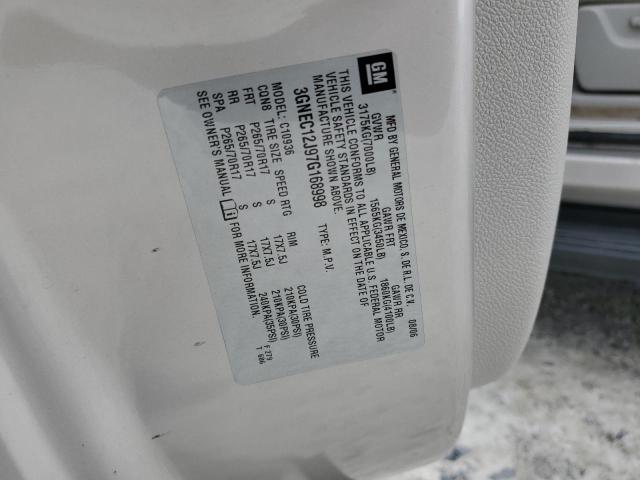 GM
MFD BY GENERAL MOTORS DE MEXICO, S. DE R.L. DE C.V. 08/06
GVWR GAWR FRT GAWR RR
3175KG(7000LB) 1565KG(3450LB) 1860KG(4100LB)
THIS VEHICLE CONFORMS TO ALL APPLICABLE U.S. FEDERAL MOTOR
VEHICLE SAFETY STANDARDS IN EFFECT ON THE DATE OF
MANUFACTURE SHOWN ABOVE.
3GNEC12J97G168998 TYPE: M.P.V.
MODEL: C10936
CQN8 TIRE SIZE SPEED RTG RIM COLD TIRE PRESSURE
FRT P265/70R17 S 17X7.5J 210KPA(30PSI)
RR P265/70R17 S 17X7.5J 210KPA(30PSI)
SPA P265/70R17 S 17X7.5J 240KPA(35PSI)
SEE OWNER'S MANUAL i FOR MORE INFORMATION. F 279
T 606